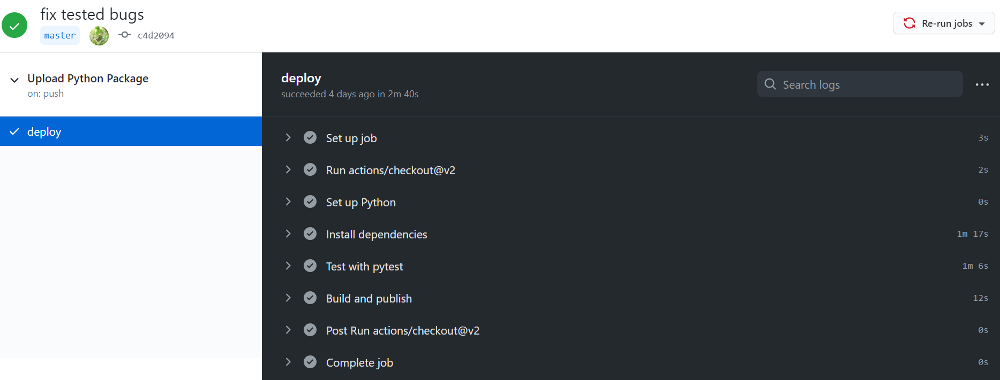 fix tested bugs
master c4d2094
Re-run jobs
Upload Python Package
on: push
deploy
deploy
succeeded 4 days ago in 2m 40s
Search logs
Set up job 3s
Run actions/checkout@v2 2s
Set up Python 0s
Install dependencies 1m 17s
Test with pytest 1m 6s
Build and publish 12s
Post Run actions/checkout@v2 0s
Complete job 0s